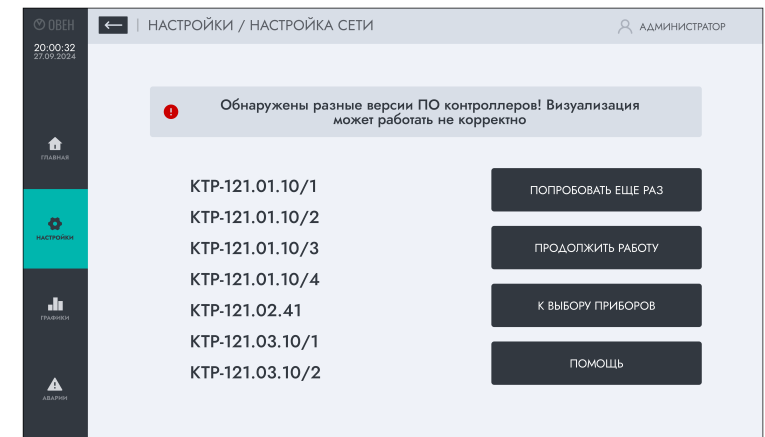 ОВЕН
20:00:32
27.09.2024
НАСТРОЙКИ / НАСТРОЙКА СЕТИ
АДМИНИСТРАТОР
Обнаружены разные версии ПО контроллеров! Визуализация
может работать не корректно
ГЛАВНАЯ
НАСТРОЙКИ
ГРАФИКИ
АВАРИИ
КТР-121.01.10/1
КТР-121.01.10/2
КТР-121.01.10/3
КТР-121.01.10/4
КТР-121.02.41
КТР-121.03.10/1
КТР-121.03.10/2
ПОПРОБОВАТЬ ЕЩЕ РАЗ
ПРОДОЛЖИТЬ РАБОТУ
К ВЫБОРУ ПРИБОРОВ
ПОМОЩЬ